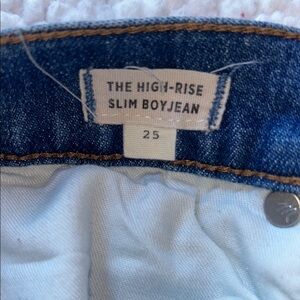 THE HIGH-RISE
SLIM BOYJEAN
25